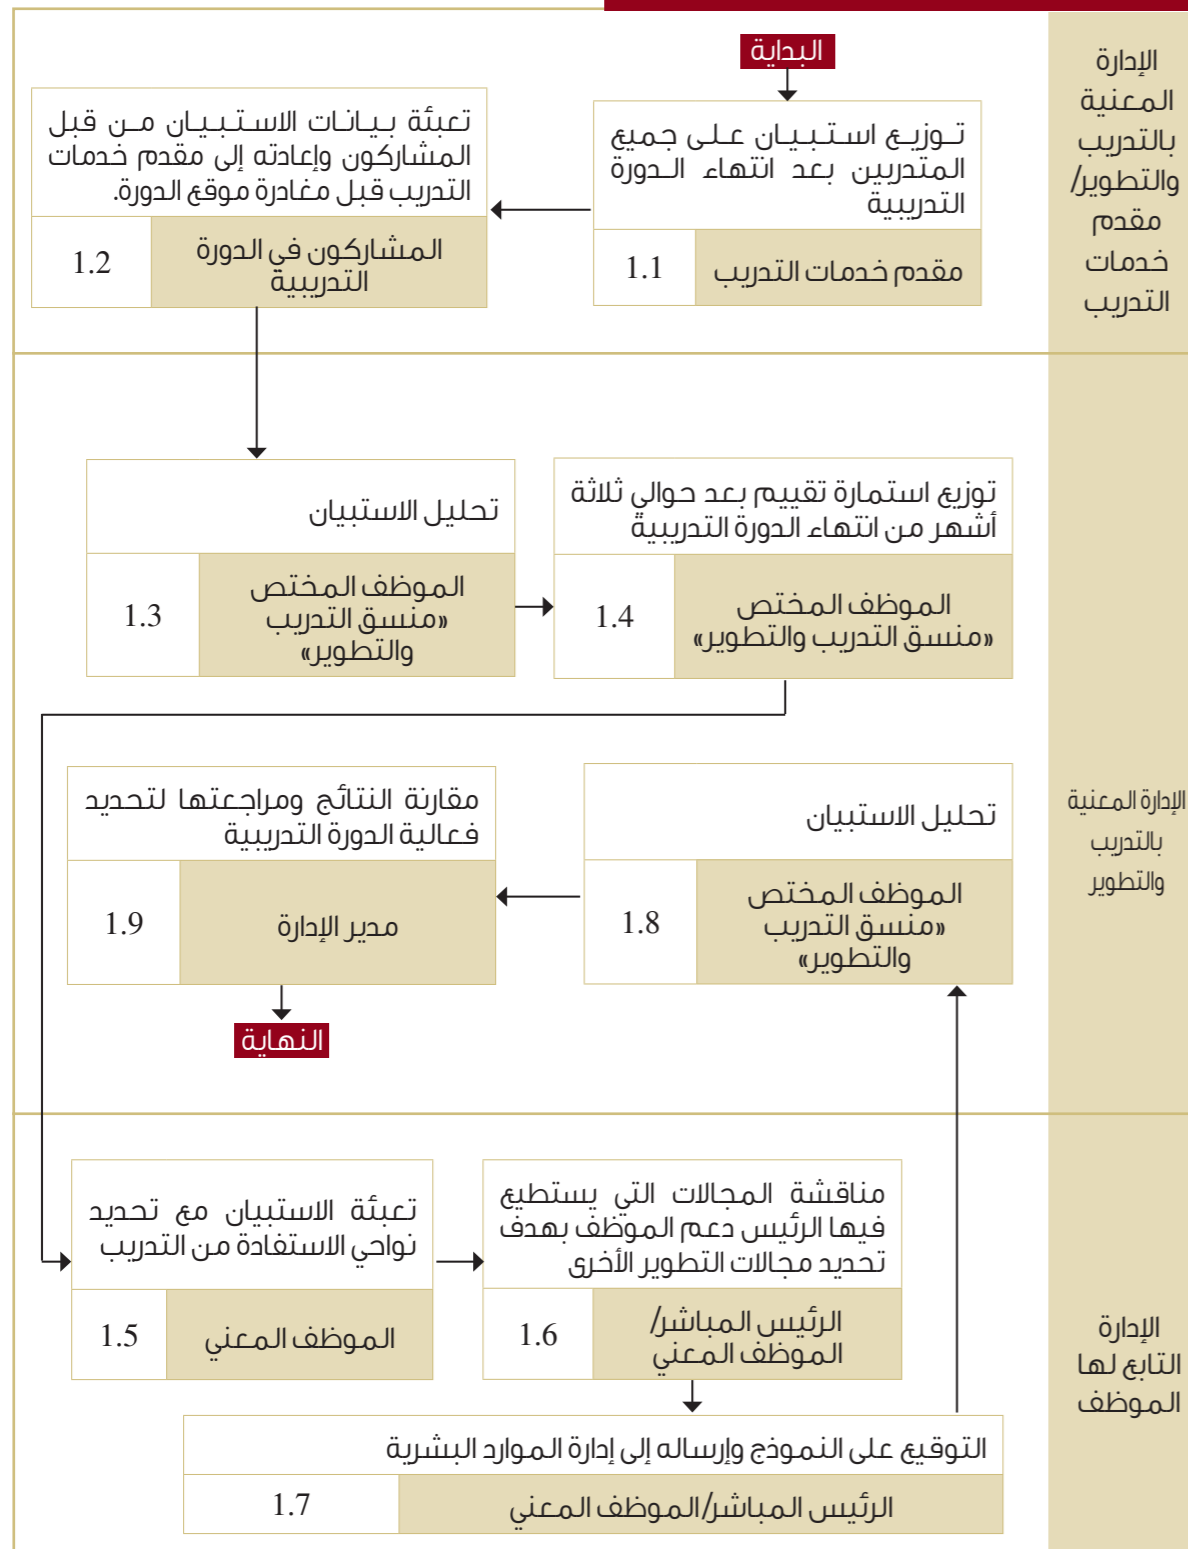 الإدارة
المعنية
بالتدريب
والتطوير/
مقدم
خدمات
التدريب
البداية
توزيع استبيان على جميع
المتدربين بعد انتهاء الدورة
التدريبية
مقدم خدمات التدريب
1.1
تعبئة بيانات الاستبيان من قبل
المشاركون وإعادته إلى مقدم خدمات
التدريب قبل مغادرة موقع الدورة.
المشاركون في الدورة
التدريبية
1.2
الإدارة المعنية
بالتدريب
والتطوير
تحليل الاستبيان
الموظف المختص
«منسق التدريب
والتطوير»
1.3
توزيع استمارة تقييم بعد حوالي ثلاثة
أشهر من انتهاء الدورة التدريبية
الموظف المختص
«منسق التدريب والتطوير»
1.4
تحليل الاستبيان
الموظف المختص
«منسق التدريب
والتطوير»
1.8
مقارنة النتائج ومراجعتها لتحديد
فعالية الدورة التدريبية
مدير الإدارة
1.9
النهاية
الإدارة
التابع لها
الموظف
تعبئة الاستبيان مع تحديد
نواحي الاستفادة من التدريب
الموظف المعني
1.5
مناقشة المجالات التي يستطيع
فيها الرئيس دعم الموظف بهدف
تحديد مجالات التطوير الأخرى
الرئيس المباشر/
الموظف المعني
1.6
التوقيع على النموذج وإرساله إلى إدارة الموارد البشرية
الرئيس المباشر/الموظف المعني
1.7